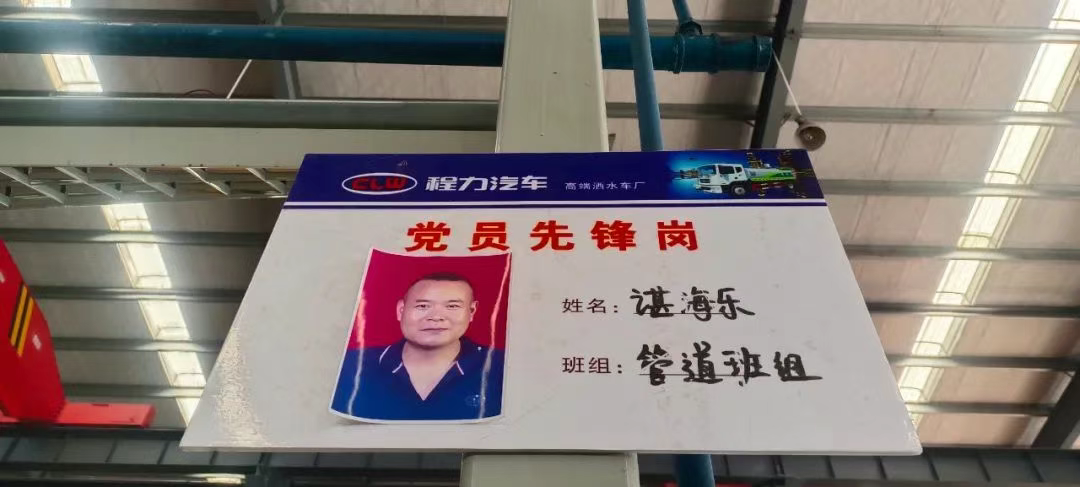 CLW 程力汽车 高端洒水车厂
党员先锋岗
姓名：谌海乐
班组：管道班组